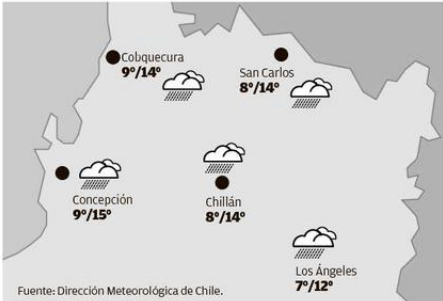 Cobquecura
9°/14°
San Carlos
8°/14°
Concepción
9°/15°
Chillán
8°/14°
Los Ángeles
7°/12°
Fuente: Dirección Meteorológica de Chile.